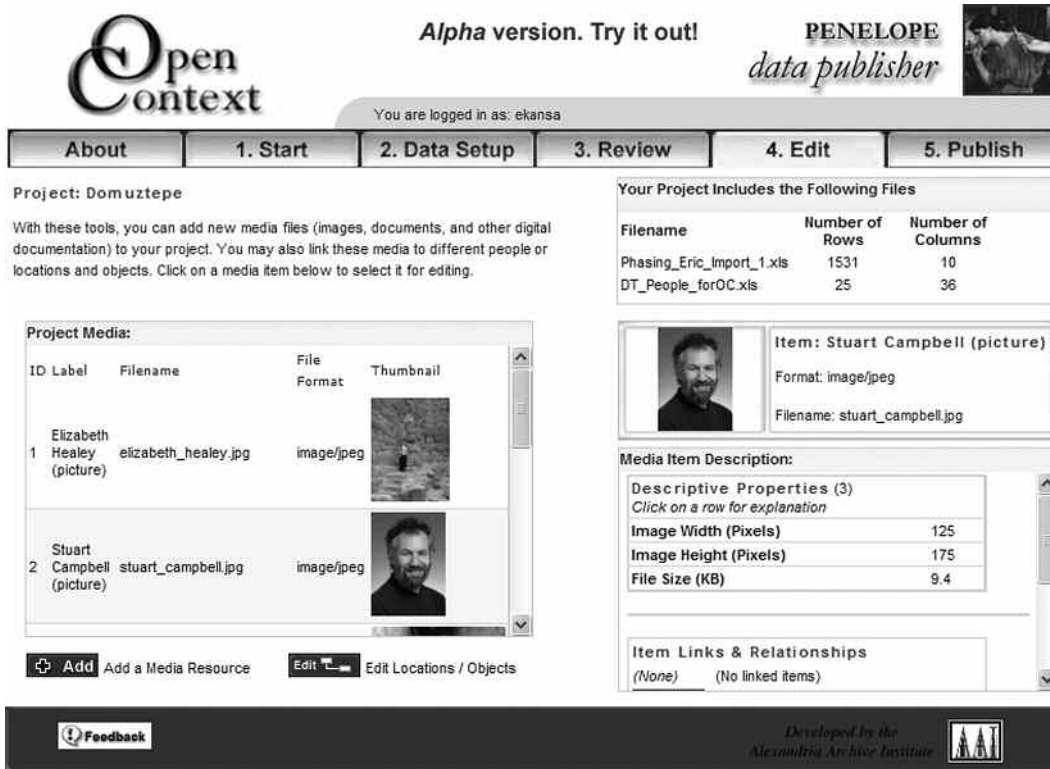 Open
Context
Alpha version. Try it out!
PENELOPE
data publisher
You are logged in as: ekansa
About
1. Start
2. Data Setup
3. Review
4. Edit
5. Publish
Project: Domuztepe
With these tools, you can add new media files (images, documents, and other digital
documentation) to your project. You may also link these media to different people or
locations and objects. Click on a media item below to select it for editing.
Project Media:
ID Label Filename File Format Thumbnail
1 Elizabeth Healey (picture) elizabeth_healey.jpg image/jpeg
2 Stuart Campbell (picture) stuart_campbell.jpg image/jpeg
Add Add a Media Resource
Edit Edit Locations / Objects
Your Project Includes the Following Files
Filename Number of Rows Number of Columns
Phasing_Eric_Import_1.xls 1531 10
DT_People_forOC.xls 25 36
Item: Stuart Campbell (picture)
Format: image/jpeg
Filename: stuart_campbell.jpg
Media Item Description:
Descriptive Properties (3)
Click on a row for explanation
Image Width (Pixels) 125
Image Height (Pixels) 175
File Size (KB) 9.4
Item Links & Relationships
(None) (No linked items)
Feedback
Developed by the
Alexandria Archive Institute
AAI